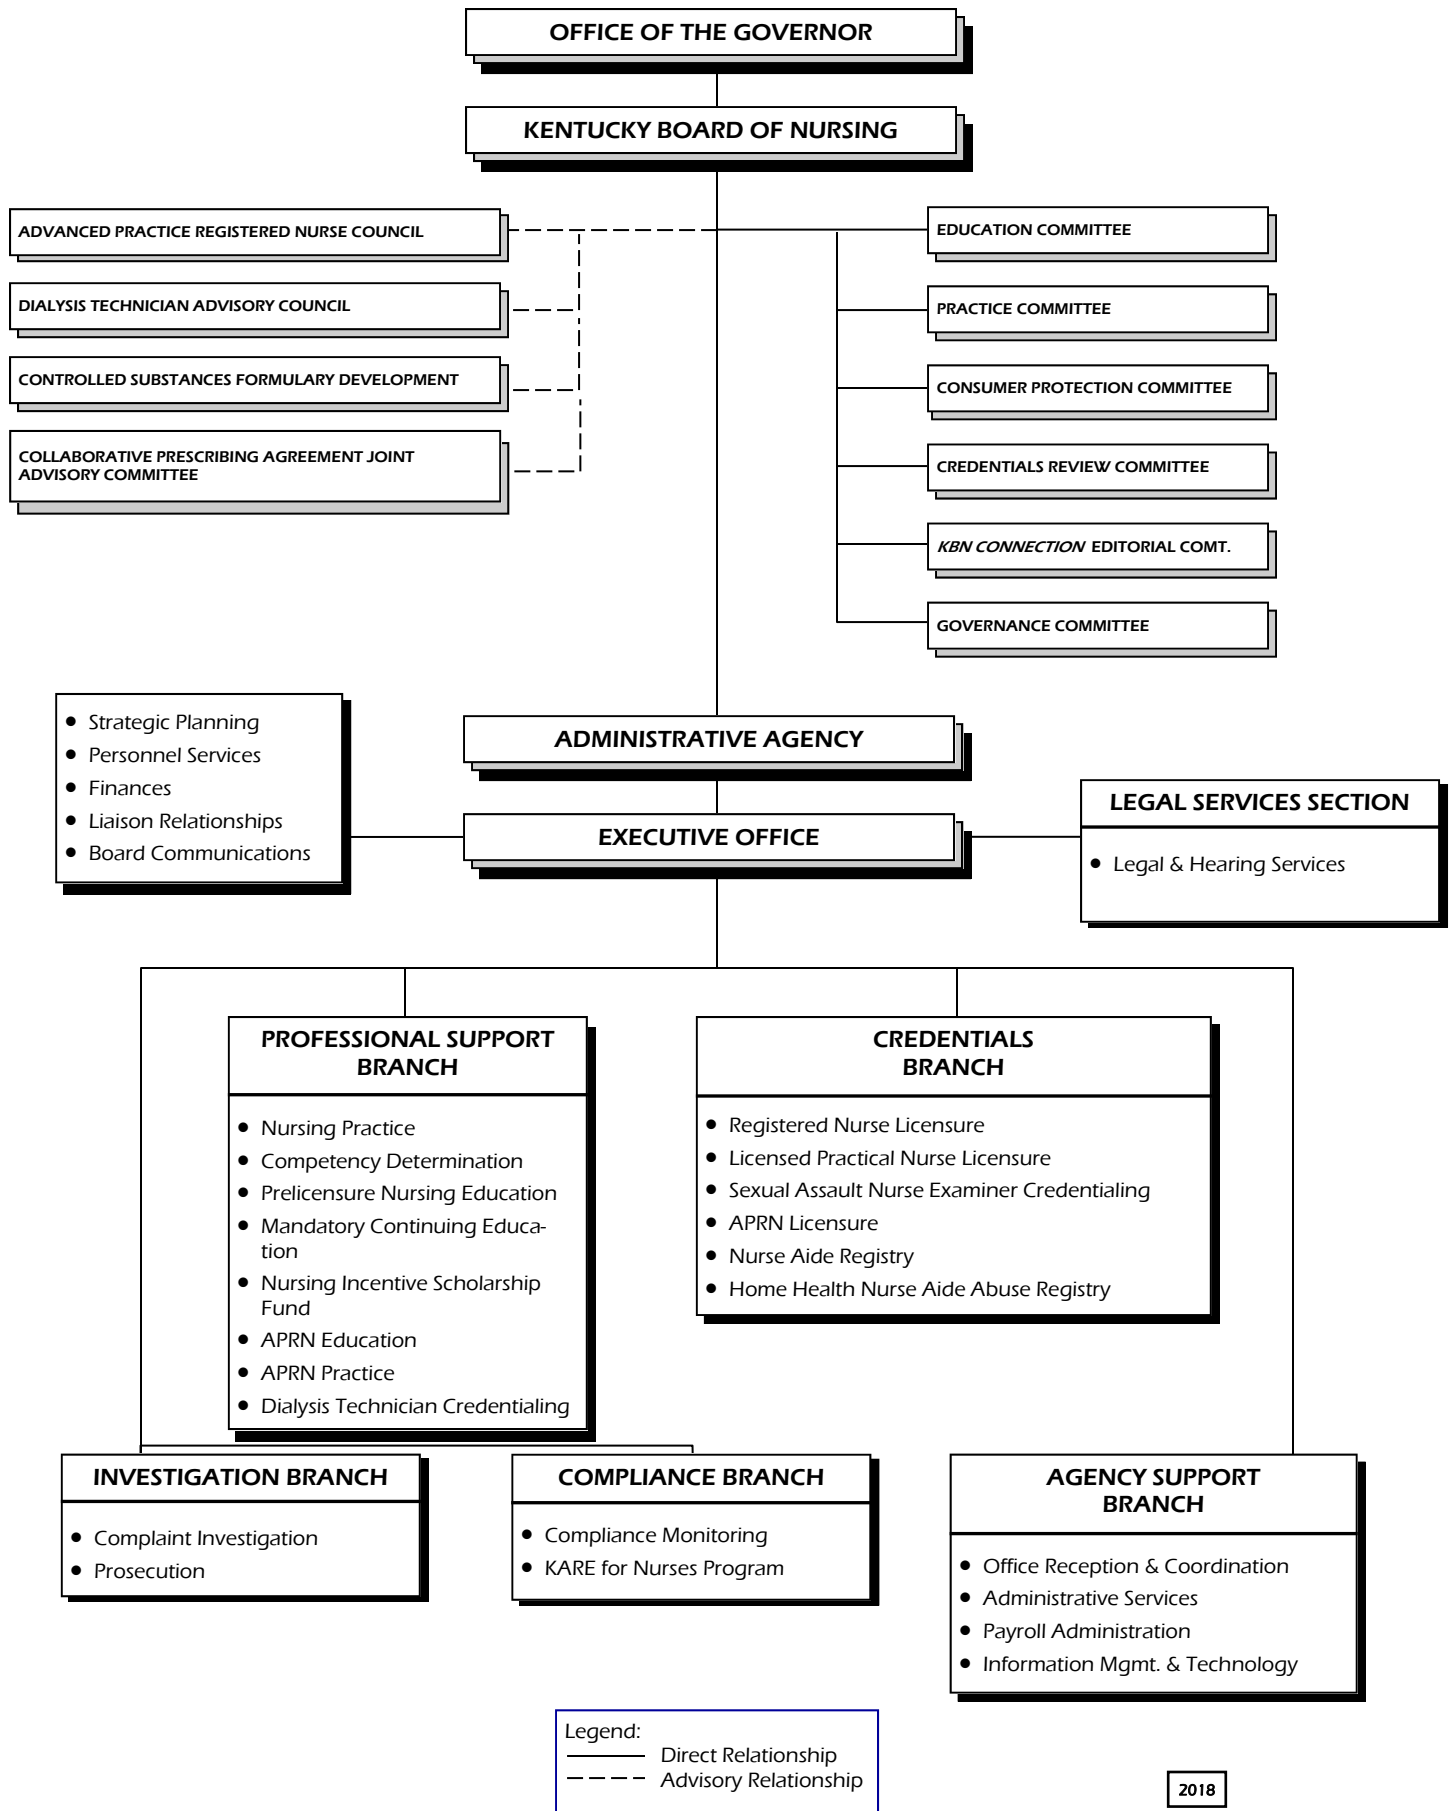 OFFICE OF THE GOVERNOR
KENTUCKY BOARD OF NURSING
ADVANCED PRACTICE REGISTERED NURSE COUNCIL
DIALYSIS TECHNICIAN ADVISORY COUNCIL
CONTROLLED SUBSTANCES FORMULARY DEVELOPMENT
COLLABORATIVE PRESCRIBING AGREEMENT JOINT
ADVISORY COMMITTEE
EDUCATION COMMITTEE
PRACTICE COMMITTEE
CONSUMER PROTECTION COMMITTEE
CREDENTIALS REVIEW COMMITTEE
KBN CONNECTION EDITORIAL COMT.
GOVERNANCE COMMITTEE
• Strategic Planning
• Personnel Services
• Finances
• Liaison Relationships
• Board Communications
ADMINISTRATIVE AGENCY
EXECUTIVE OFFICE
LEGAL SERVICES SECTION
• Legal & Hearing Services
PROFESSIONAL SUPPORT
BRANCH
• Nursing Practice
• Competency Determination
• Prelicensure Nursing Education
• Mandatory Continuing Educa-
tion
• Nursing Incentive Scholarship
Fund
• APRN Education
• APRN Practice
• Dialysis Technician Credentialing
CREDENTIALS
BRANCH
• Registered Nurse Licensure
• Licensed Practical Nurse Licensure
• Sexual Assault Nurse Examiner Credentialing
• APRN Licensure
• Nurse Aide Registry
• Home Health Nurse Aide Abuse Registry
INVESTIGATION BRANCH
• Complaint Investigation
• Prosecution
COMPLIANCE BRANCH
• Compliance Monitoring
• KARE for Nurses Program
AGENCY SUPPORT
BRANCH
• Office Reception & Coordination
• Administrative Services
• Payroll Administration
• Information Mgmt. & Technology
Legend:
Direct Relationship
Advisory Relationship
2018